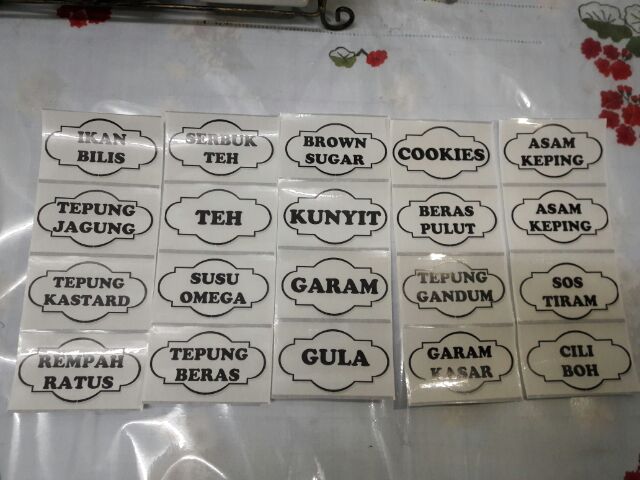 IKAN
BILIS
SERBUK
TEH
BROWN
SUGAR
COOKIES
ASAM
KEPING
TEPUNG
JAGUNG
TEH
KUNYIT
BERAS
PULUT
ASAM
KEPING
TEPUNG
KASTARD
SUSU
OMEGA
GARAM
TEPUNG
GANDUM
SOS
TIRAM
REMPAH
RATUS
TEPUNG
BERAS
GULA
GARAM
KASAR
CILI
BOH